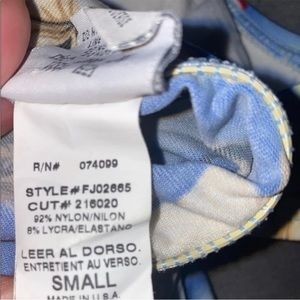 R/N# 074099
STYLE#FJ02665
CUT#216020
92% NYLON/NILON
8% LYCRA/ELASTANO
LEER AL DORSO.
ENTRETIENT AU VERSO.
SMALL
MADE IN U.S.A.